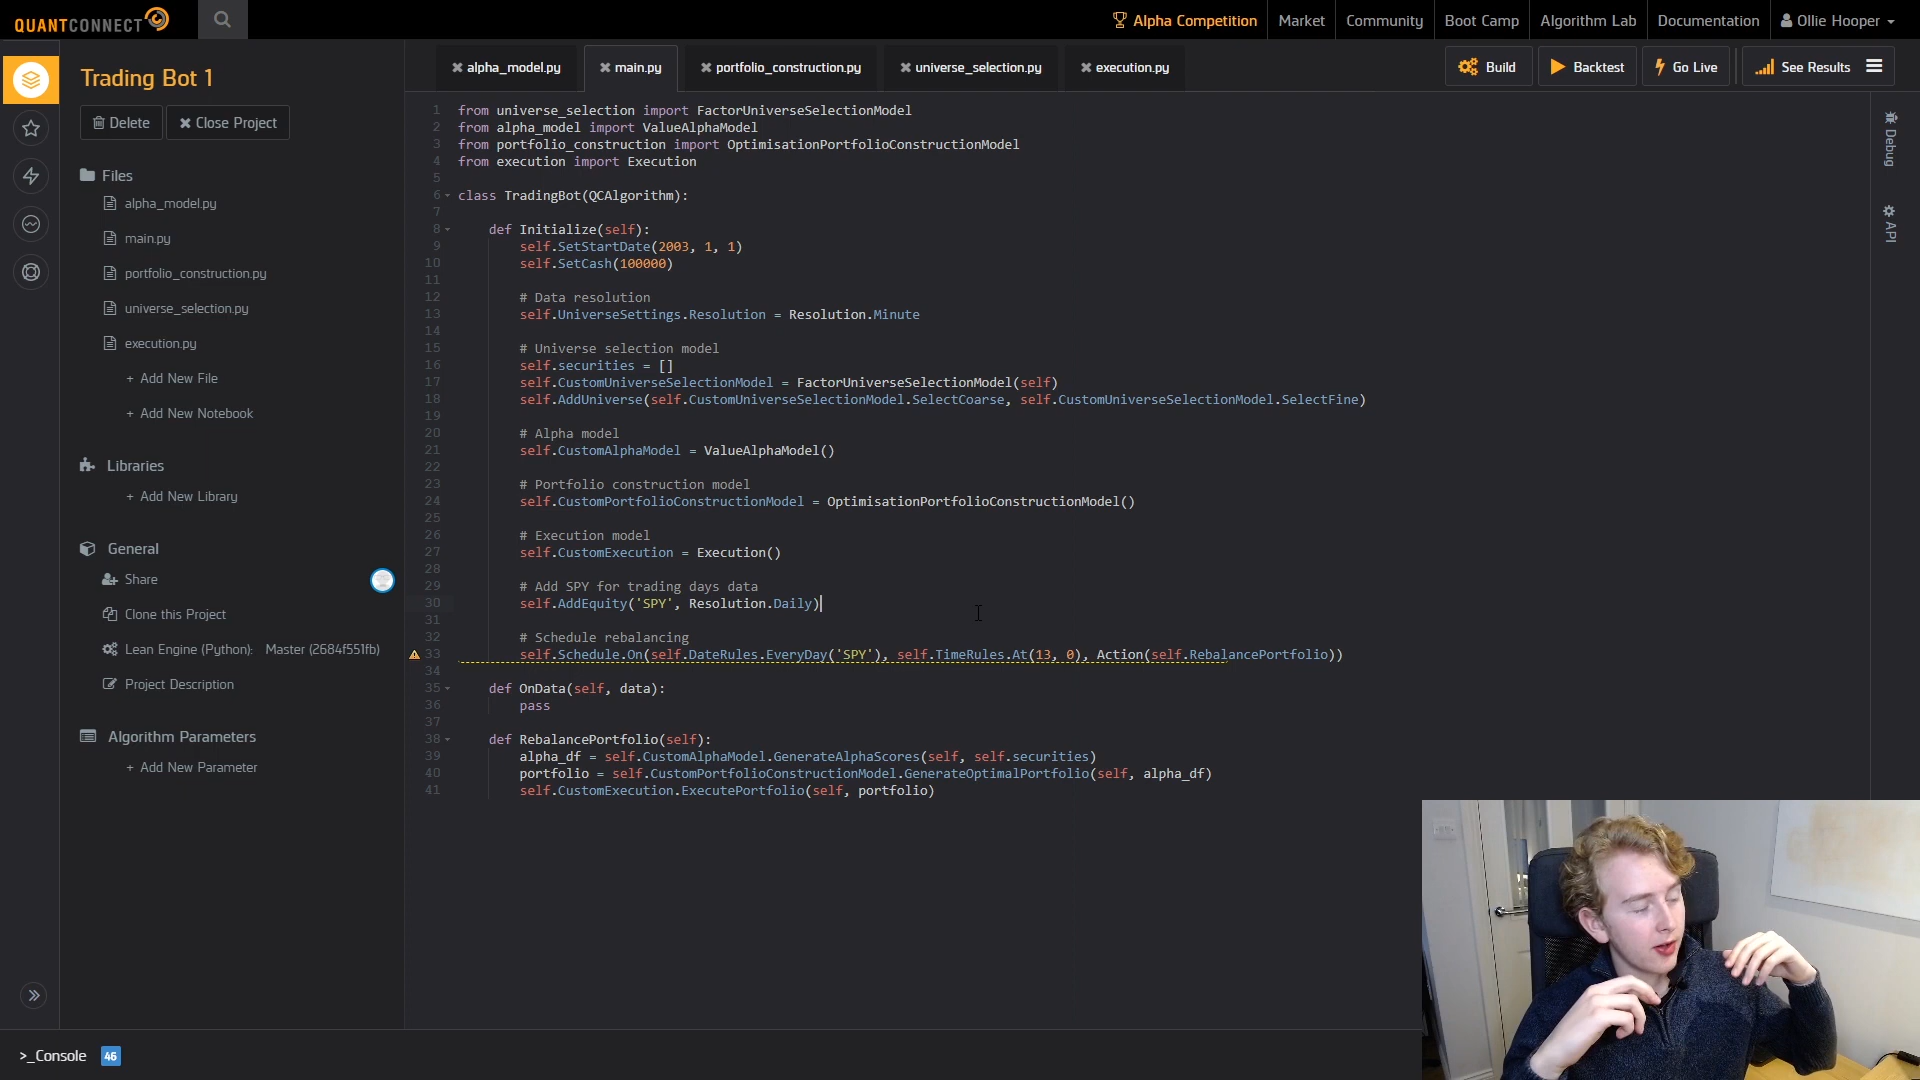 QUANTCONNECT
Alpha Competition
Market
Community
Boot Camp
Algorithm Lab
Documentation
Ollie Hooper
Trading Bot 1
Delete
Close Project
Files
alpha_model.py
main.py
portfolio_construction.py
universe_selection.py
execution.py
+ Add New File
+ Add New Notebook
Libraries
+ Add New Library
General
Share
Clone this Project
Lean Engine (Python): Master (2684f551fb)
Project Description
Algorithm Parameters
+ Add New Parameter
alpha_model.py
main.py
portfolio_construction.py
universe_selection.py
execution.py
Build
Backtest
Go Live
See Results
1 from universe_selection import FactorUniverseSelectionModel
2 from alpha_model import ValueAlphaModel
3 from portfolio_construction import OptimisationPortfolioConstructionModel
4 from execution import Execution
5
6 class TradingBot(QCAlgorithm):
7
8 def Initialize(self):
9 self.SetStartDate(2003, 1, 1)
10 self.SetCash(100000)
11
12 # Data resolution
13 self.UniverseSettings.Resolution = Resolution.Minute
14
15 # Universe selection model
16 self.securities = []
17 self.CustomUniverseSelectionModel = FactorUniverseSelectionModel(self)
18 self.AddUniverse(self.CustomUniverseSelectionModel.SelectCoarse, self.CustomUniverseSelectionModel.SelectFine)
19
20 # Alpha model
21 self.CustomAlphaModel = ValueAlphaModel()
22
23 # Portfolio construction model
24 self.CustomPortfolioConstructionModel = OptimisationPortfolioConstructionModel()
25
26 # Execution model
27 self.CustomExecution = Execution()
28
29 # Add SPY for trading days data
30 self.AddEquity('SPY', Resolution.Daily)
31
32 # Schedule rebalancing
33 self.Schedule.On(self.DateRules.EveryDay('SPY'), self.TimeRules.At(13, 0), Action(self.RebalancePortfolio))
34
35 def OnData(self, data):
36 pass
37
38 def RebalancePortfolio(self):
39 alpha_df = self.CustomAlphaModel.GenerateAlphaScores(self, self.securities)
40 portfolio = self.CustomPortfolioConstructionModel.GenerateOptimalPortfolio(self, alpha_df)
41 self.CustomExecution.ExecutePortfolio(self, portfolio)
Debug
API
>_Console 46